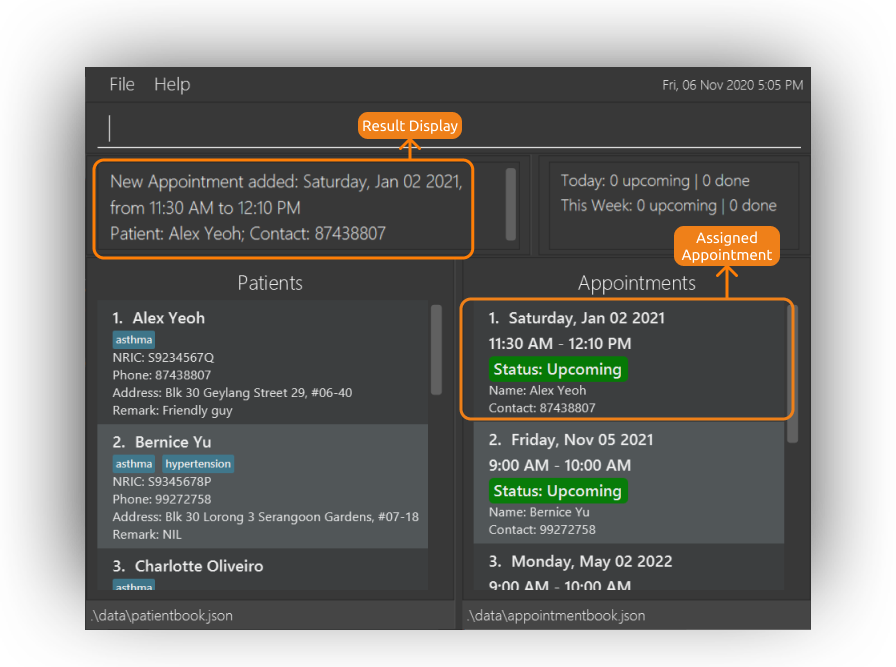 File Help
Fri, 06 Nov 2020 5:05 PM
Result Display
New Appointment added: Saturday, Jan 02 2021,
from 11:30 AM to 12:10 PM
Patient: Alex Yeoh; Contact: 87438807
Today: 0 upcoming | 0 done
This Week: 0 upcoming | 0 done
Assigned
Appointment
Patients
1. Alex Yeoh
asthma
NRIC: S9234567Q
Phone: 87438807
Address: Blk 30 Geylang Street 29, #06-40
Remark: Friendly guy
2. Bernice Yu
asthma hypertension
NRIC: S9345678P
Phone: 99272758
Address: Blk 30 Lorong 3 Serangoon Gardens, #07-18
Remark: NIL
3. Charlotte Oliveiro
asthma
Appointments
1. Saturday, Jan 02 2021
11:30 AM - 12:10 PM
Status: Upcoming
Name: Alex Yeoh
Contact: 87438807
2. Friday, Nov 05 2021
9:00 AM - 10:00 AM
Status: Upcoming
Name: Bernice Yu
Contact: 99272758
3. Monday, May 02 2022
9:00 AM - 10:00 AM
.\data\patientbook.json
.\data\appointmentbook.json